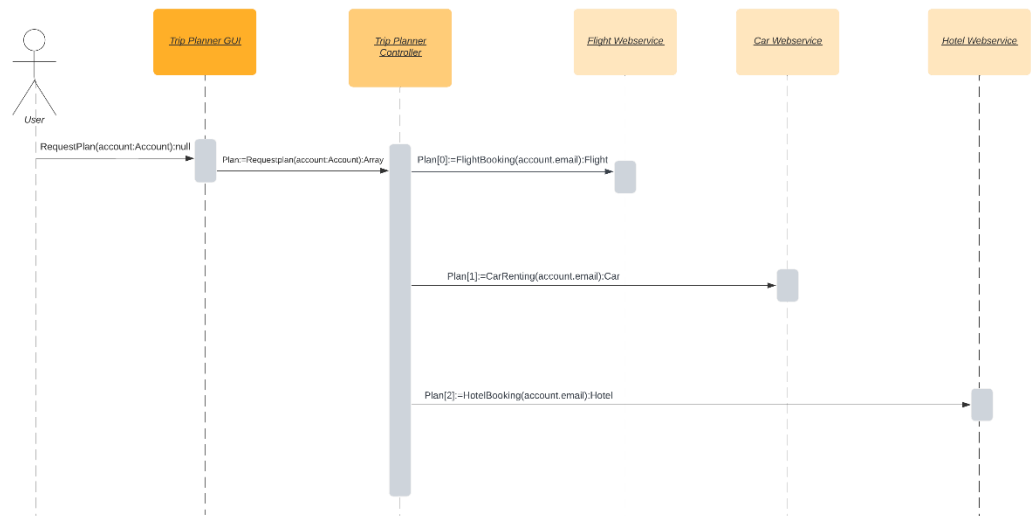 Trip Planner GUI
Trip Planner
Controller
Flight Webservice
Car Webservice
Hotel Webservice
User
RequestPlan(account:Account):null
Plan:=Requestplan(account:Account):Array
Plan[0]:=FlightBooking(account.email):Flight
Plan[1]:=CarRenting(account.email):Car
Plan[2]:=HotelBooking(account.email):Hotel